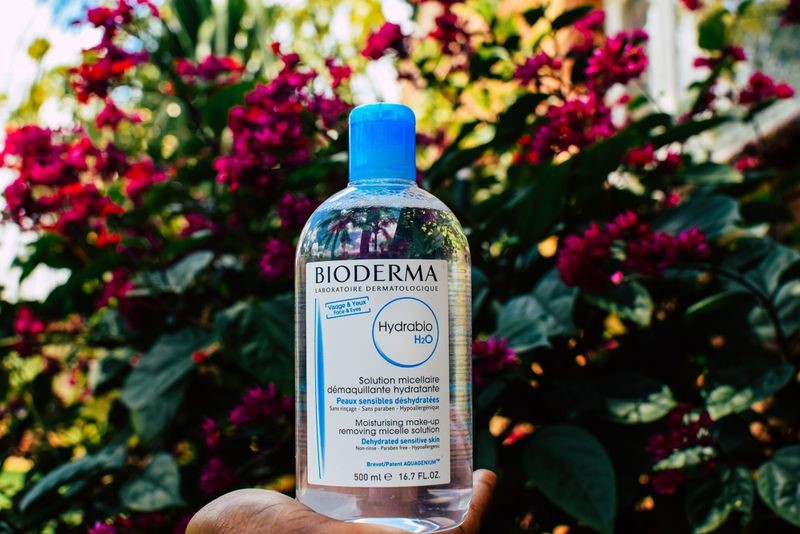 BIODERMA
LABORATOIRE DERMATOLOGIQUE
Visage & Yeux
Face & Eyes
Hydrabio
H2O
Solution micellaire
démaquillante hydratante
Peaux sensibles déshydratées
Sans rinçage - Sans paraben - Hypoallergénique
Moisturising make-up
removing micelle solution
Dehydrated sensitive skin
Non-rinse - Paraben free - Hypoallergenic
Brevet/Patent AQUAGENIUM™
500 ml ℮ 16.7 FL.OZ.